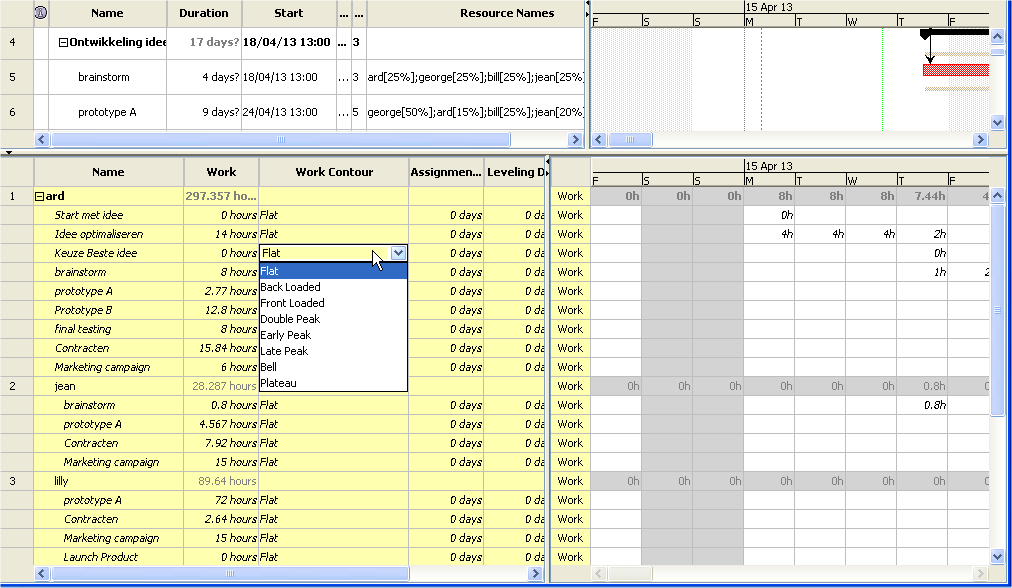 Name Duration Start ... ... Resource Names
15 Apr 13
F S S M T W T F
4 Ontwikkeling idee 17 days? 18/04/13 13:00 ... 3
5 brainstorm 4 days? 18/04/13 13:00 ... 3 ard[25%];george[25%];bill[25%];jean[25%]
6 prototype A 9 days? 24/04/13 13:00 ... 5 george[50%];ard[15%];bill[25%];jean[20%]
Name Work Work Contour Assignmen... Leveling D
15 Apr 13
F S S M T W T F
1 ard 297.357 ho... Work 0h 0h 0h 8h 8h 8h 7.44h 4
Start met idee 0 hours Flat 0 days 0 da Work 0h
Idee optimaliseren 14 hours Flat 0 days 0 da Work 4h 4h 4h 2h
Keuze Beste idee 0 hours Flat 0 days 0 da Work 0h
brainstorm 8 hours Flat 0 days 0 da Work 1h 2
prototype A 2.77 hours Back Loaded 0 days 0 da Work
Prototype B 12.8 hours Front Loaded 0 days 0 da Work
final testing 8 hours Double Peak 0 days 0 da Work
Early Peak
Contracten 15.84 hours Late Peak 0 days 0 da Work
Marketing campaign 6 hours Bell 0 days 0 da Work
2 jean 28.287 hours Plateau Work 0h 0h 0h 0h 0h 0h 0.8h 0h
brainstorm 0.8 hours Flat 0 days 0 da Work 0.8h
prototype A 4.567 hours Flat 0 days 0 da Work
Contracten 7.92 hours Flat 0 days 0 da Work
Marketing campaign 15 hours Flat 0 days 0 da Work
3 lilly 89.64 hours Work 0h 0h 0h 0h 0h 0h 0h 0
prototype A 72 hours Flat 0 days 0 da Work
Contracten 2.64 hours Flat 0 days 0 da Work
Marketing campaign 15 hours Flat 0 days 0 da Work
Launch Product 0 hours Flat 0 days 0 da Work